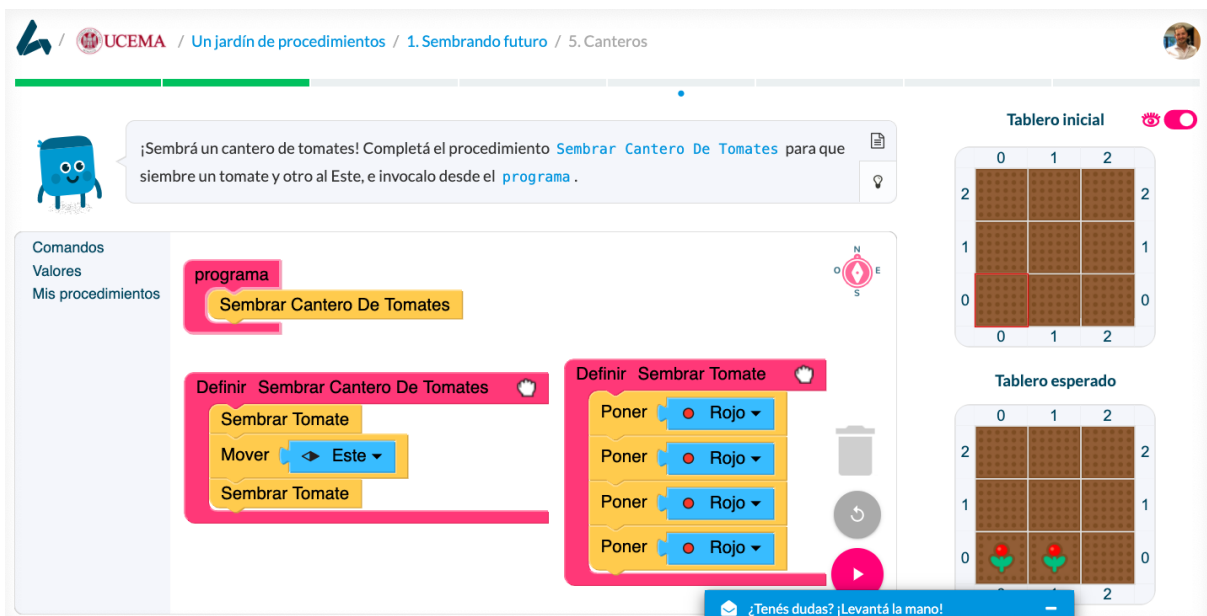 / UCEMA / Un jardín de procedimientos / 1. Sembrando futuro / 5. Canteros
¡Sembrá un cantero de tomates! Completá el procedimiento Sembrar Cantero De Tomates para que
siembre un tomate y otro al Este, e invocalo desde el programa.
Comandos
Valores
Mis procedimientos
programa
Sembrar Cantero De Tomates
N
O E
S
Definir Sembrar Cantero De Tomates
Sembrar Tomate
Mover Este
Sembrar Tomate
Definir Sembrar Tomate
Poner Rojo
Poner Rojo
Poner Rojo
Poner Rojo
Tablero inicial
0 1 2
2 2
1 1
0 0
0 1 2
Tablero esperado
0 1 2
2 2
1 1
0 0
2
¿Tenés dudas? ¡Levantá la mano!